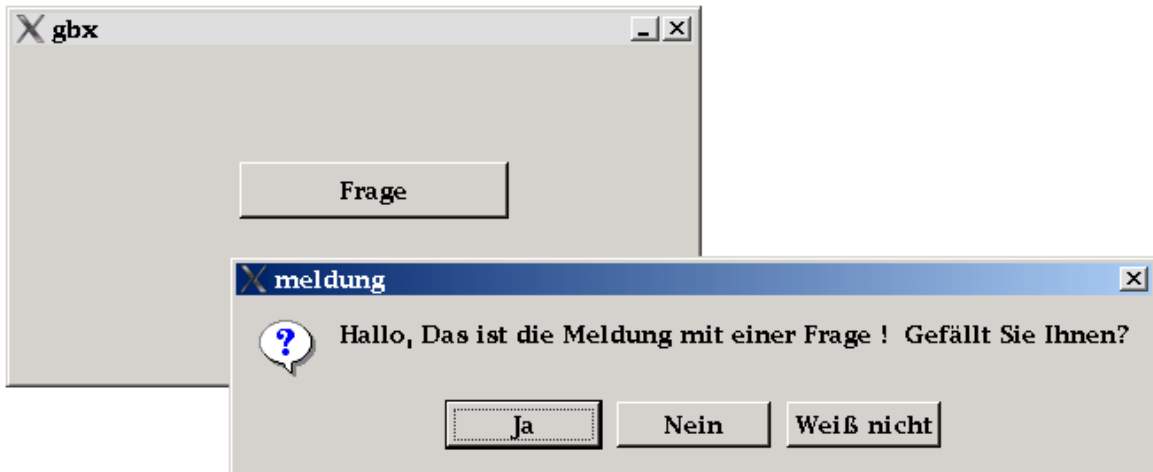 gbx
Frage
meldung
Hallo, Das ist die Meldung mit einer Frage ! Gefällt Sie Ihnen?
Ja Nein Weiß nicht